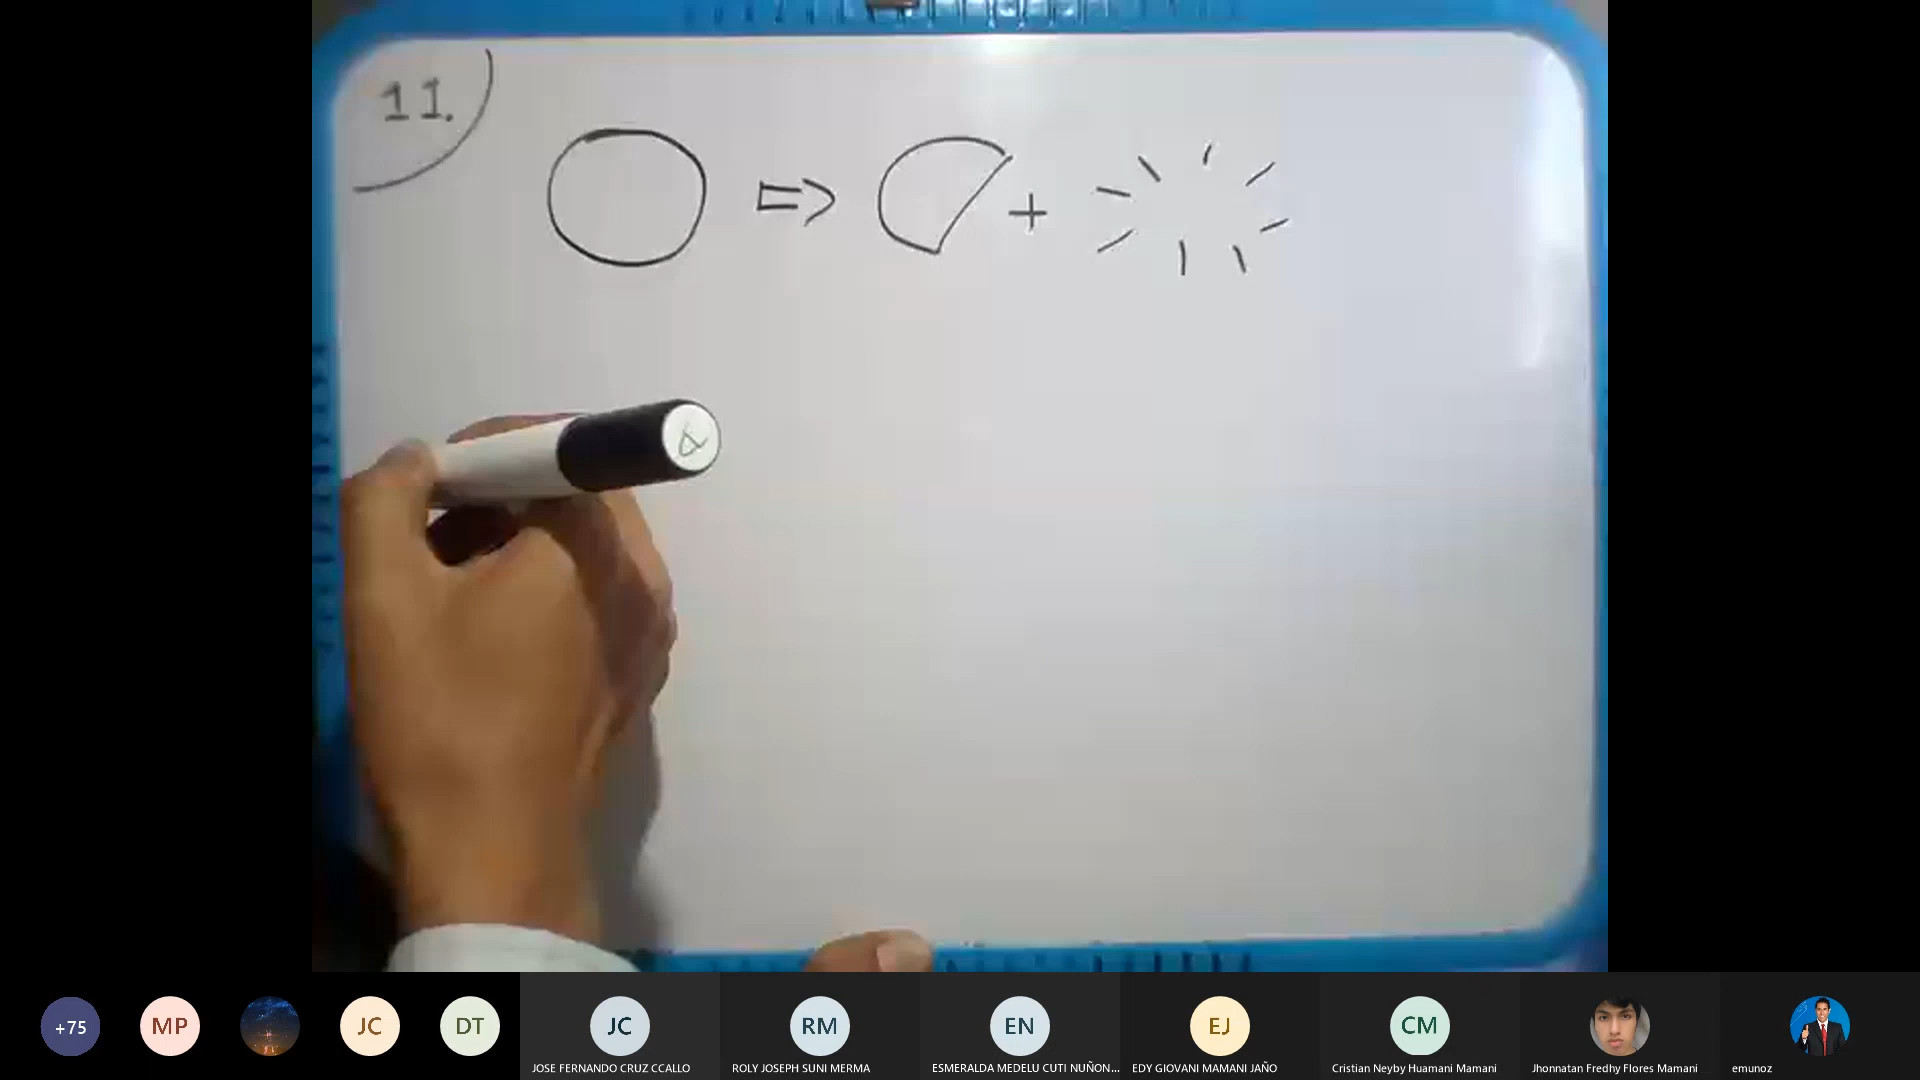 11.
⇒ +
+75 MP JC DT JC RM EN EJ CM
JOSE FERNANDO CRUZ CCALLO ROLY JOSEPH SUNI MERMA ESMERALDA MEDELU CUTI NUÑON... EDY GIOVANI MAMANI JAÑO Cristian Neyby Huamani Mamani Jhonnatan Fredhy Flores Mamani emunoz